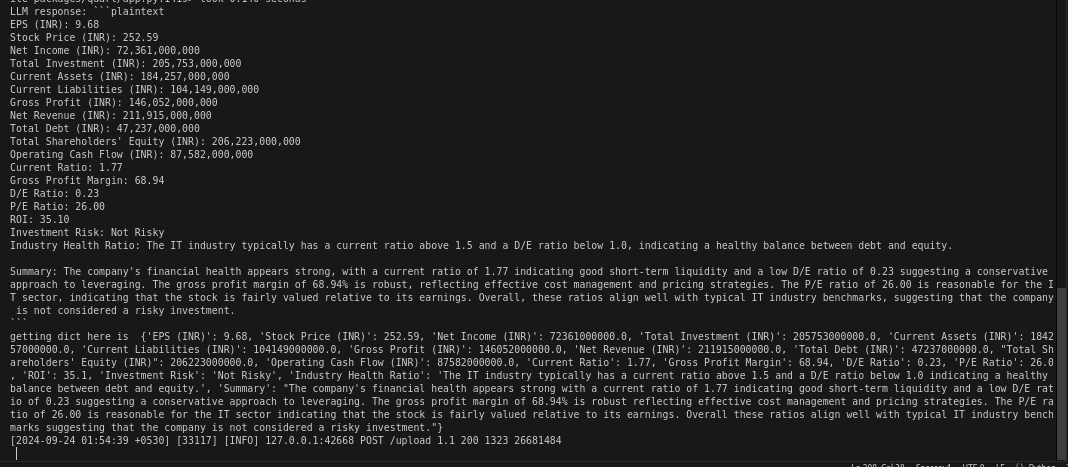 LLM response: ```plaintext
EPS (INR): 9.68
Stock Price (INR): 252.59
Net Income (INR): 72,361,000,000
Total Investment (INR): 205,753,000,000
Current Assets (INR): 184,257,000,000
Current Liabilities (INR): 104,149,000,000
Gross Profit (INR): 146,052,000,000
Net Revenue (INR): 211,915,000,000
Total Debt (INR): 47,237,000,000
Total Shareholders' Equity (INR): 206,223,000,000
Operating Cash Flow (INR): 87,582,000,000
Current Ratio: 1.77
Gross Profit Margin: 68.94
D/E Ratio: 0.23
P/E Ratio: 26.00
ROI: 35.10
Investment Risk: Not Risky
Industry Health Ratio: The IT industry typically has a current ratio above 1.5 and a D/E ratio below 1.0, indicating a healthy balance between debt and equity.
Summary: The company's financial health appears strong, with a current ratio of 1.77 indicating good short-term liquidity and a low D/E ratio of 0.23 suggesting a conservative
approach to leveraging. The gross profit margin of 68.94% is robust, reflecting effective cost management and pricing strategies. The P/E ratio of 26.00 is reasonable for the I
T sector, indicating that the stock is fairly valued relative to its earnings. Overall, these ratios align well with typical IT industry benchmarks, suggesting that the company
is not considered a risky investment.
```
getting dict here is  {'EPS (INR)': 9.68, 'Stock Price (INR)': 252.59, 'Net Income (INR)': 72361000000.0, 'Total Investment (INR)': 205753000000.0, 'Current Assets (INR)': 1842
57000000.0, 'Current Liabilities (INR)': 104149000000.0, 'Gross Profit (INR)': 146052000000.0, 'Net Revenue (INR)': 211915000000.0, 'Total Debt (INR)': 47237000000.0, "Total Sh
areholders' Equity (INR)": 206223000000.0, 'Operating Cash Flow (INR)': 87582000000.0, 'Current Ratio': 1.77, 'Gross Profit Margin': 68.94, 'D/E Ratio': 0.23, 'P/E Ratio': 26.0
, 'ROI': 35.1, 'Investment Risk': 'Not Risky', 'Industry Health Ratio': 'The IT industry typically has a current ratio above 1.5 and a D/E ratio below 1.0 indicating a healthy
balance between debt and equity.', 'Summary': "The company's financial health appears strong with a current ratio of 1.77 indicating good short-term liquidity and a low D/E rat
io of 0.23 suggesting a conservative approach to leveraging. The gross profit margin of 68.94% is robust reflecting effective cost management and pricing strategies. The P/E ra
tio of 26.00 is reasonable for the IT sector indicating that the stock is fairly valued relative to its earnings. Overall these ratios align well with typical IT industry bench
marks suggesting that the company is not considered a risky investment."}
[2024-09-24 01:54:39 +0530] [33117] [INFO] 127.0.0.1:42668 POST /upload 1.1 200 1323 26681484